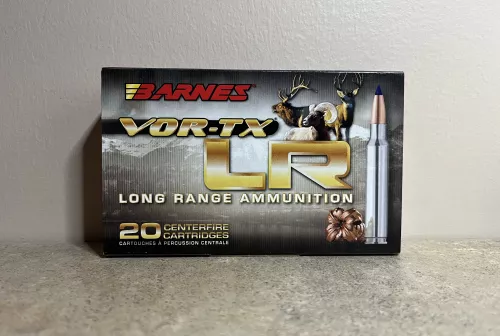 BARNES
VOR-TX
LR
LONG RANGE AMMUNITION
20 CENTERFIRE CARTRIDGES
CARTOUCHES À PERCUSSION CENTRALE